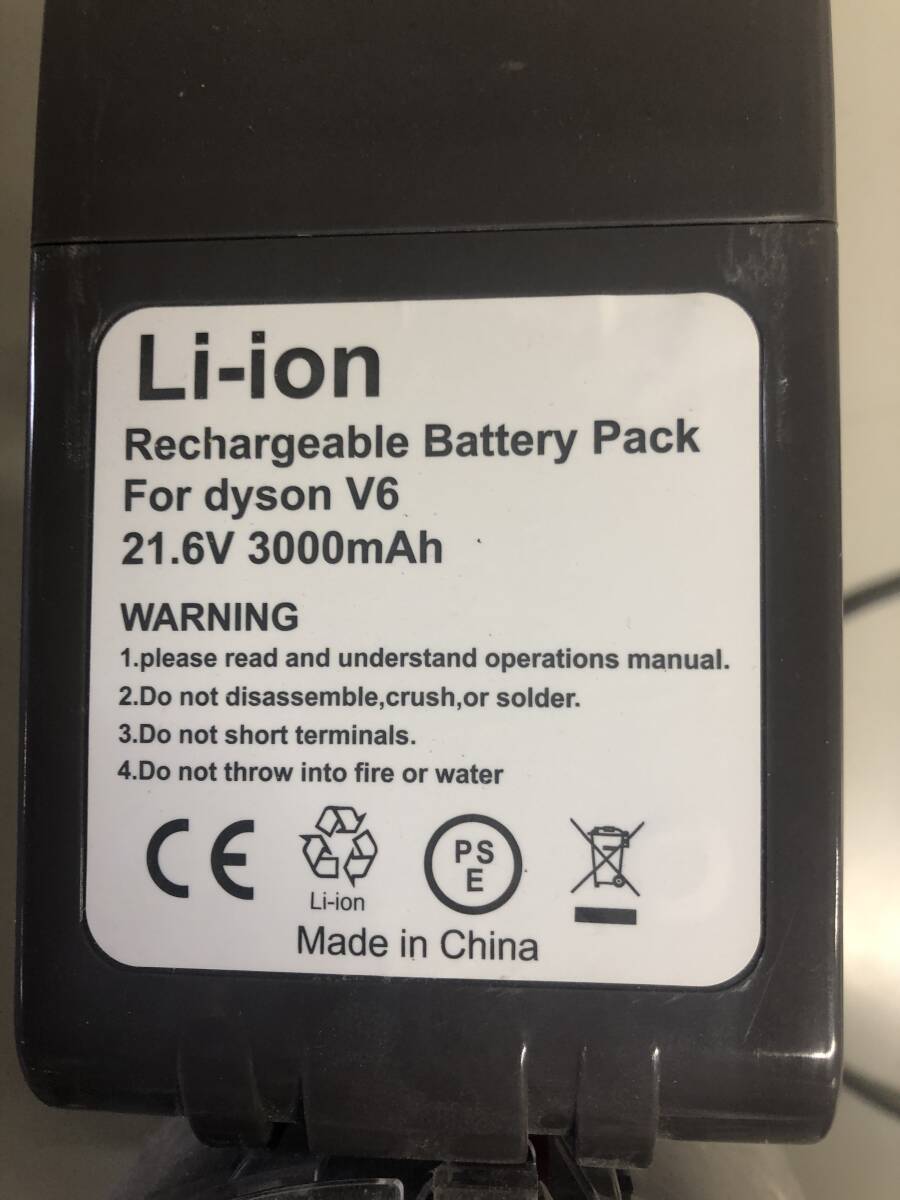 Li-ion
Rechargeable Battery Pack
For dyson V6
21.6V 3000mAh
WARNING
1.please read and understand operations manual.
2.Do not disassemble,crush,or solder.
3.Do not short terminals.
4.Do not throw into fire or water
CE
Li-ion
PS
E
Made in China